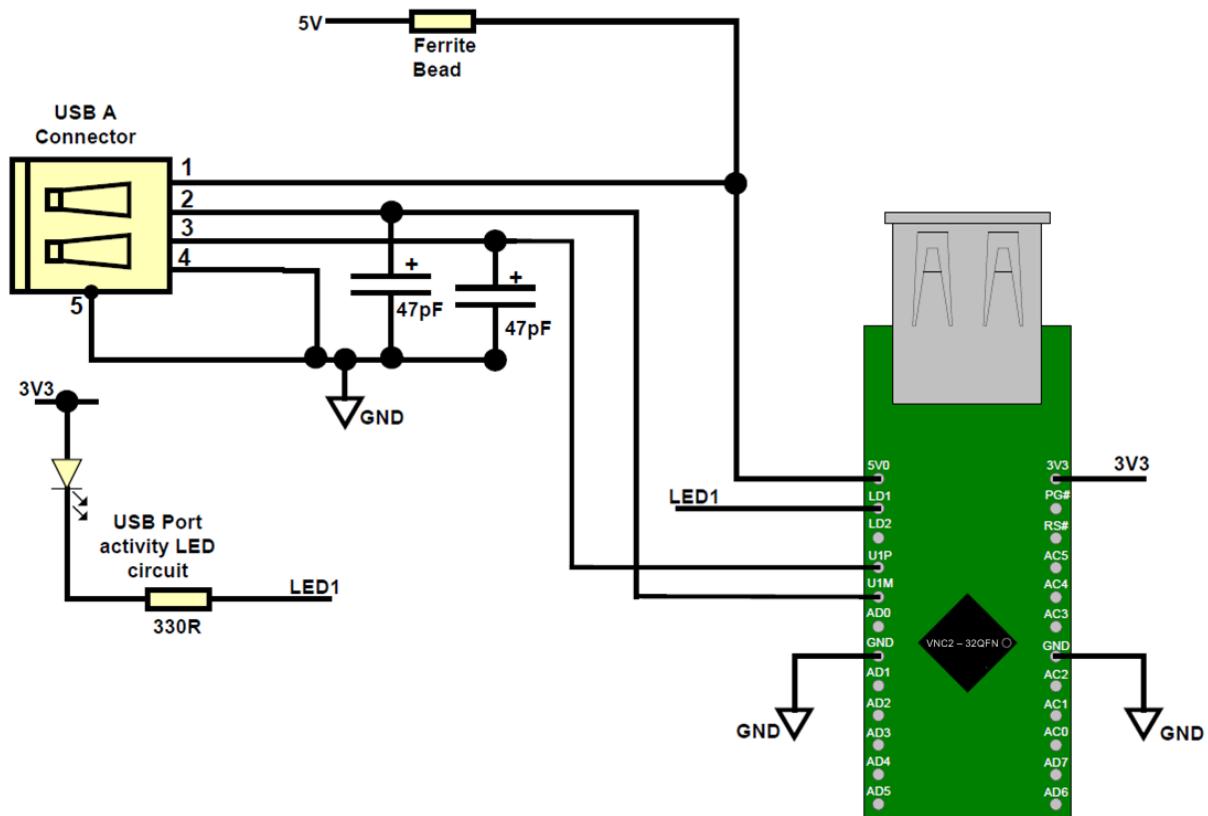 5V
Ferrite
Bead
USB A
Connector
1
2
3
4
5
+
47pF
+
47pF
GND
3V3
USB Port
activity LED
circuit
LED1
330R
5V0
LD1
LED1
LD2
U1P
U1M
AD0
GND
AD1
AD2
AD3
AD4
AD5
GND
VNC2 – 32QFN
3V3
3V3
PG#
RS#
AC5
AC4
AC3
GND
AC2
AC1
AC0
AD7
AD6
GND